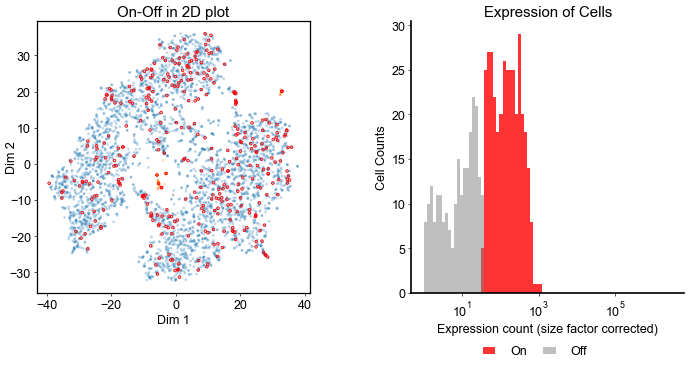 On-Off in 2D plot
Dim 2
30
20
10
0
−10
−20
−30
−40
−20
0
20
40
Dim 1
Expression of Cells
Cell Counts
30
25
20
15
10
5
0
10^1
10^3
10^5
Expression count (size factor corrected)
On
Off